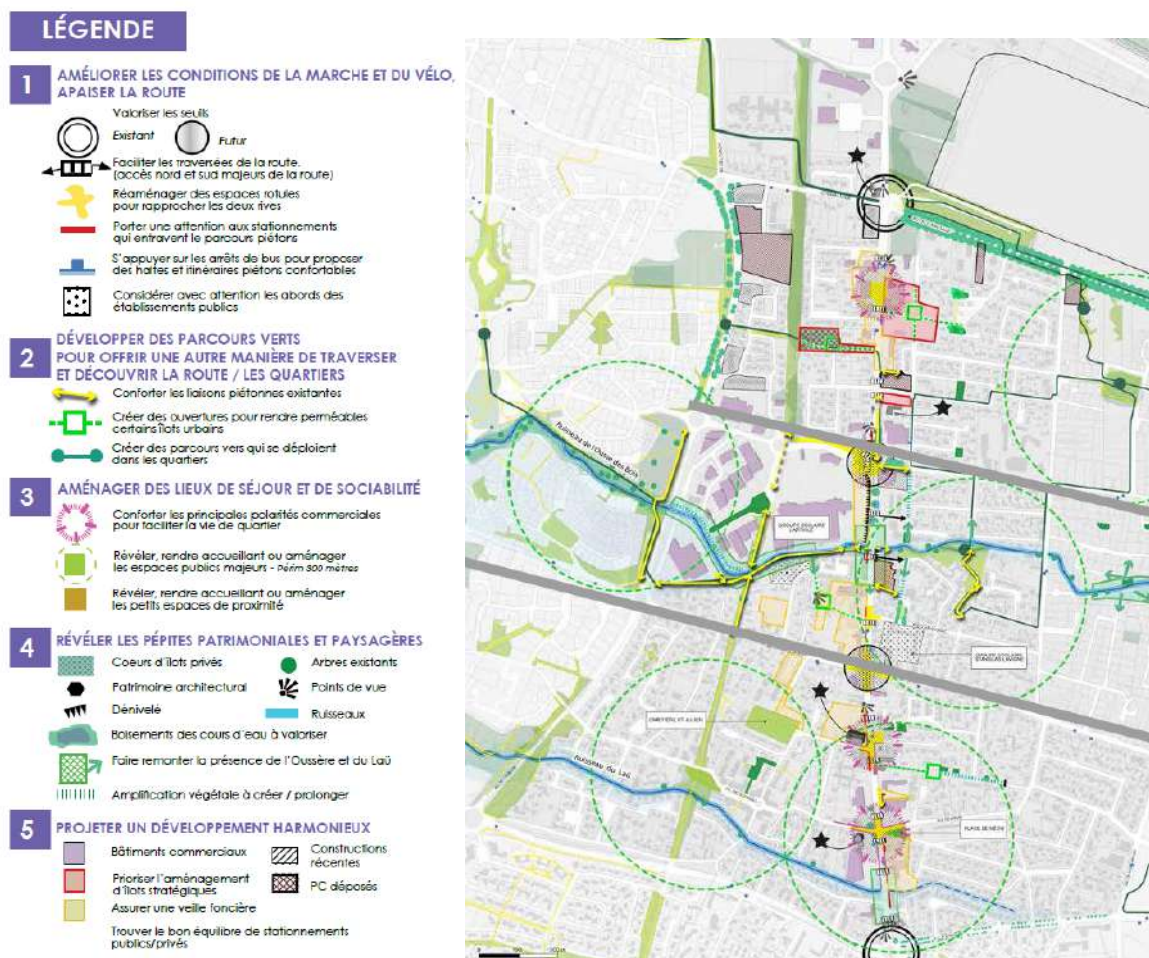 LÉGENDE
1
AMÉLIORER LES CONDITIONS DE LA MARCHE ET DU VÉLO,
APAISER LA ROUTE
Valoriser les seuils
Existant
Futur
Faciliter les traversées de la route.
(accès nord et sud majeurs de la route)
Réaménager des espaces rotules
pour rapprocher les deux rives
Porter une attention aux stationnements
qui entravent le parcours piétons
S'appuyer sur les arrêts de bus pour proposer
des haltes et itinéraires piétons confortables
Considérer avec attention les abords des
établissements publics
2
DÉVELOPPER DES PARCOURS VERTS
POUR OFFRIR UNE AUTRE MANIÈRE DE TRAVERSER
ET DÉCOUVRIR LA ROUTE / LES QUARTIERS
Conforter les liaisons piétonnes existantes
Créer des ouvertures pour rendre perméables
certains îlots urbains
Créer des parcours vers qui se déploient
dans les quartiers
3
AMÉNAGER DES LIEUX DE SÉJOUR ET DE SOCIABILITÉ
Conforter les principales polarités commerciales
pour faciliter la vie de quartier
Révéler, rendre accueillant ou aménager
les espaces publics majeurs - Périm 300 mètres
Révéler, rendre accueillant ou aménager
les petits espaces de proximité
4
RÉVÉLER LES PÉPITES PATRIMONIALES ET PAYSAGÈRES
Coeurs d'îlots privés
Arbres existants
Patrimoine architectural
Points de vue
Dénivelé
Ruisseaux
Boisements des cours d'eau à valoriser
Faire remonter la présence de l'Oussère et du Laü
Amplification végétale à créer / prolonger
5
PROJETER UN DÉVELOPPEMENT HARMONIEUX
Bâtiments commerciaux
Constructions
récentes
Prioriser l'aménagement
d'îlots stratégiques
PC déposés
Assurer une veille foncière
Trouver le bon équilibre de stationnements
publics/privés
Ruisseau de l'Ousse des Bois
GROUPE SCOLAIRE
Ruisseau du Laü